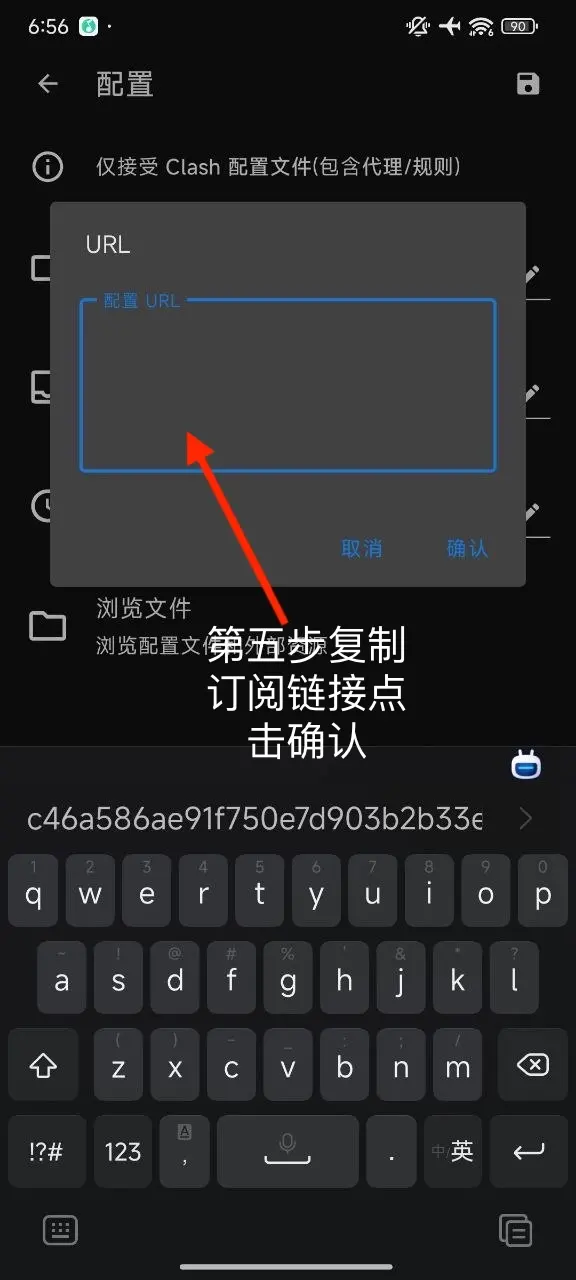 6:56
90
配置
仅接受 Clash 配置文件(包含代理/规则)
URL
配置 URL
取消
确认
浏览文件
浏览配置文件和外部资源
第五步复制
订阅链接点
击确认
c46a586ae91f750e7d903b2b33e
1 2 3 4 5 6 7 8 9 0
q w e r t y u i o p
~ ! @ # % ' & * ?
a s d f g h j k l
( ) - _ : ; /
z x c v b n m
!?# 123 , . 中/英